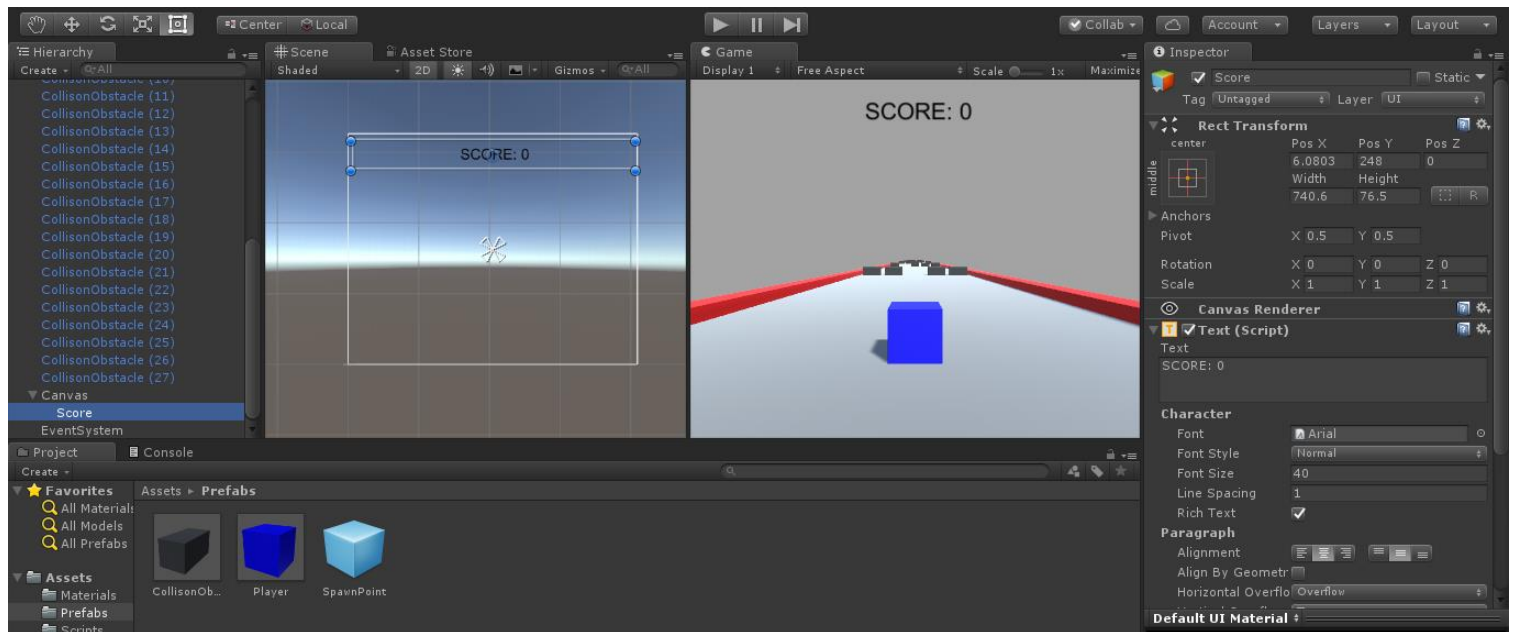 Center Local Collab Account Layers Layout
Hierarchy
Create All
CollisonObstacle (11)
CollisonObstacle (12)
CollisonObstacle (13)
CollisonObstacle (14)
CollisonObstacle (15)
CollisonObstacle (16)
CollisonObstacle (17)
CollisonObstacle (18)
CollisonObstacle (19)
CollisonObstacle (20)
CollisonObstacle (21)
CollisonObstacle (22)
CollisonObstacle (23)
CollisonObstacle (24)
CollisonObstacle (25)
CollisonObstacle (26)
CollisonObstacle (27)
Canvas
Score
EventSystem
Scene Asset Store
Shaded 2D Gizmos All
SCORE: 0
Game
Display 1 Free Aspect Scale 1x Maximize
SCORE: 0
Inspector
Score Static
Tag Untagged Layer UI
Rect Transform
center Pos X Pos Y Pos Z
middle 6.0803 248 0
Width Height
740.6 76.5 R
Anchors
Pivot X 0.5 Y 0.5
Rotation X 0 Y 0 Z 0
Scale X 1 Y 1 Z 1
Canvas Renderer
Text (Script)
Text
SCORE: 0
Character
Font Arial
Font Style Normal
Font Size 40
Line Spacing 1
Rich Text
Paragraph
Alignment
Align By Geometr
Horizontal Overflo Overflow
Default UI Material
Project Console
Create
Favorites
All Materials
All Models
All Prefabs
Assets
Materials
Prefabs
Scripts
Assets Prefabs
CollisonOb... Player SpawnPoint